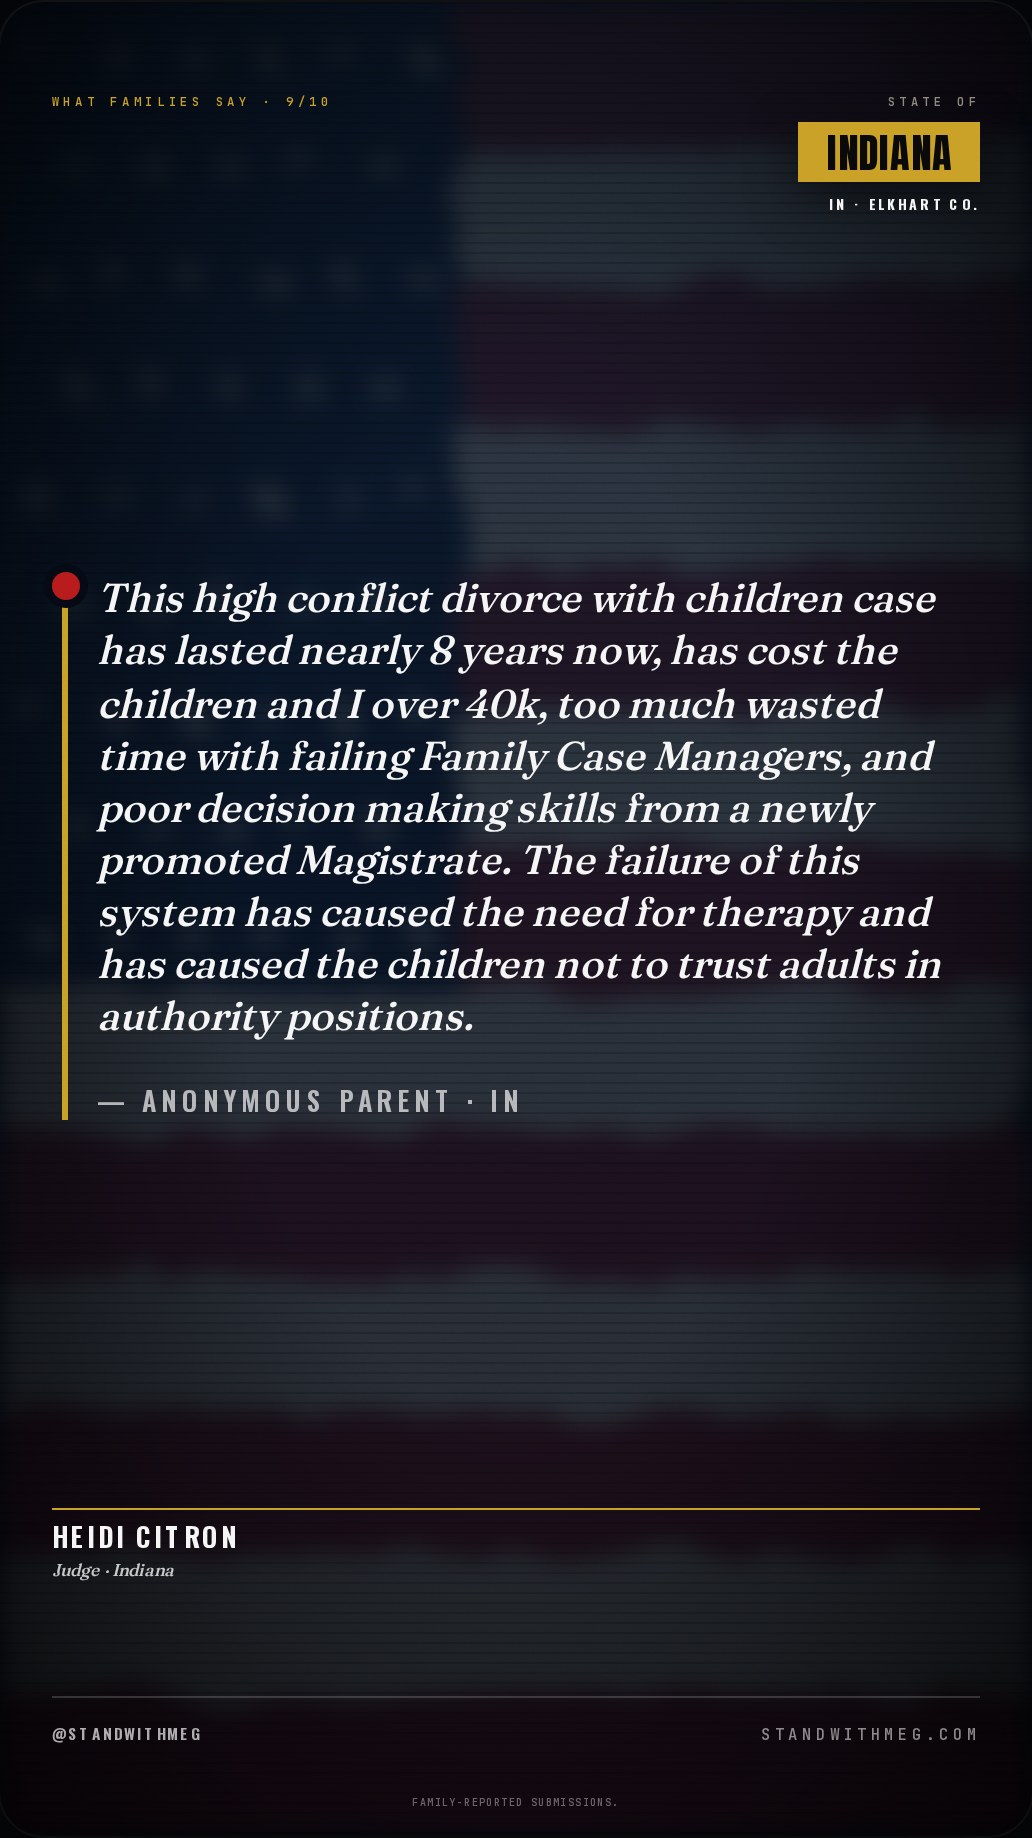 WHAT FAMILIES SAY · 9/10
STATE OF
INDIANA
IN · ELKHART CO.
This high conflict divorce with children case
has lasted nearly 8 years now, has cost the
children and I over 40k, too much wasted
time with failing Family Case Managers, and
poor decision making skills from a newly
promoted Magistrate. The failure of this
system has caused the need for therapy and
has caused the children not to trust adults in
authority positions.
— ANONYMOUS PARENT · IN
HEIDI CITRON
Judge · Indiana
@STANDWITHMEG
STANDWITHMEG.COM
FAMILY-REPORTED SUBMISSIONS.